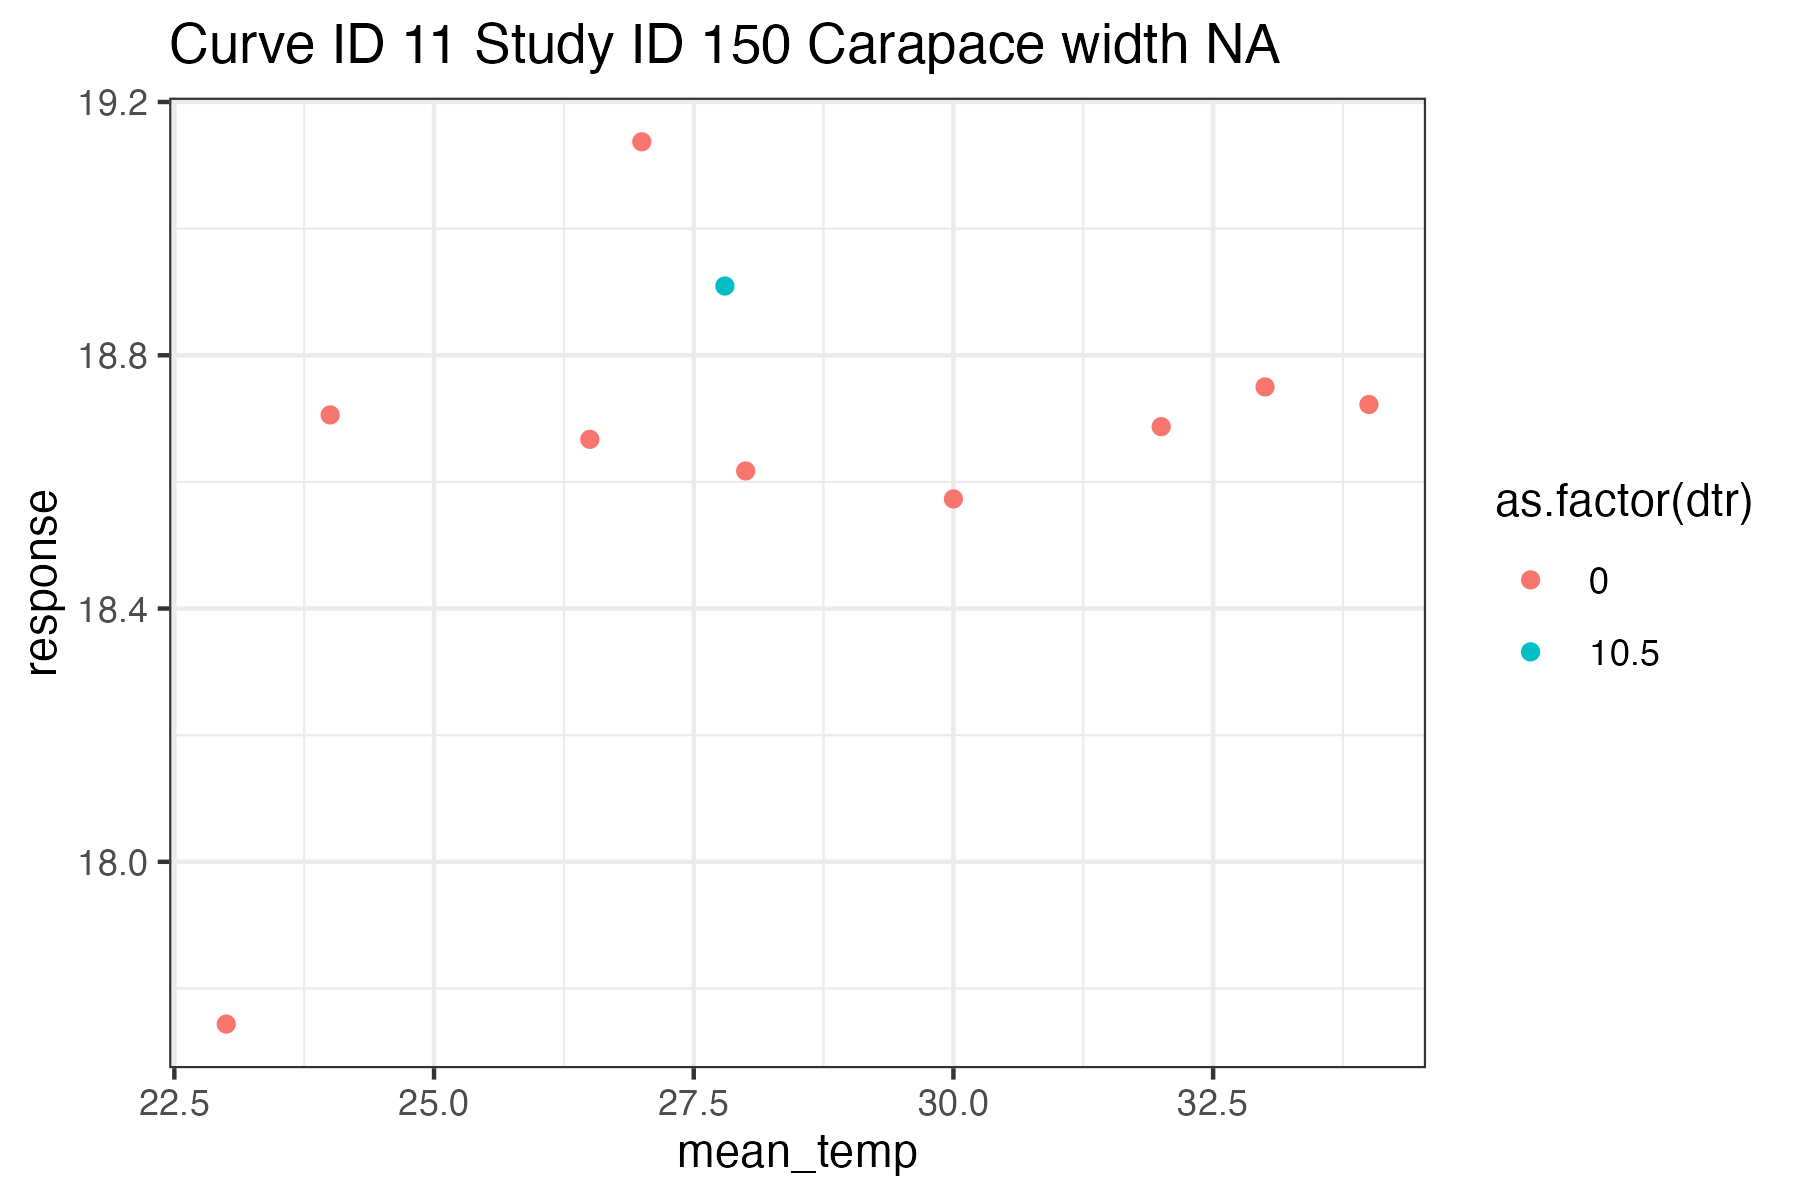 Curve ID 11 Study ID 150 Carapace width NA
19.2
18.8
18.4
18.0
response
22.5 25.0 27.5 30.0 32.5
mean_temp
as.factor(dtr)
0
10.5